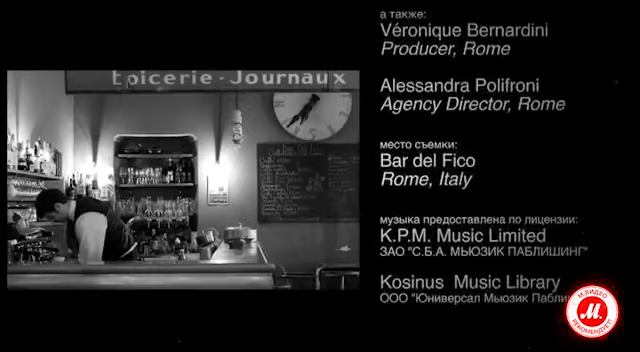 Epicerie-Journaux
а также:
Véronique Bernardini
Producer, Rome
Alessandra Polifroni
Agency Director, Rome
место съемки:
Bar del Fico
Rome, Italy
музыка предоставлена по лицензии:
K.P.M. Music Limited
ЗАО "С.Б.А. МЬЮЗИК ПАБЛИШИНГ"
Kosinus Music Library
ООО "Юниверсал Мьюзик
М.ВИДЕО
М.
РЕКОМЕНДУЕТ!